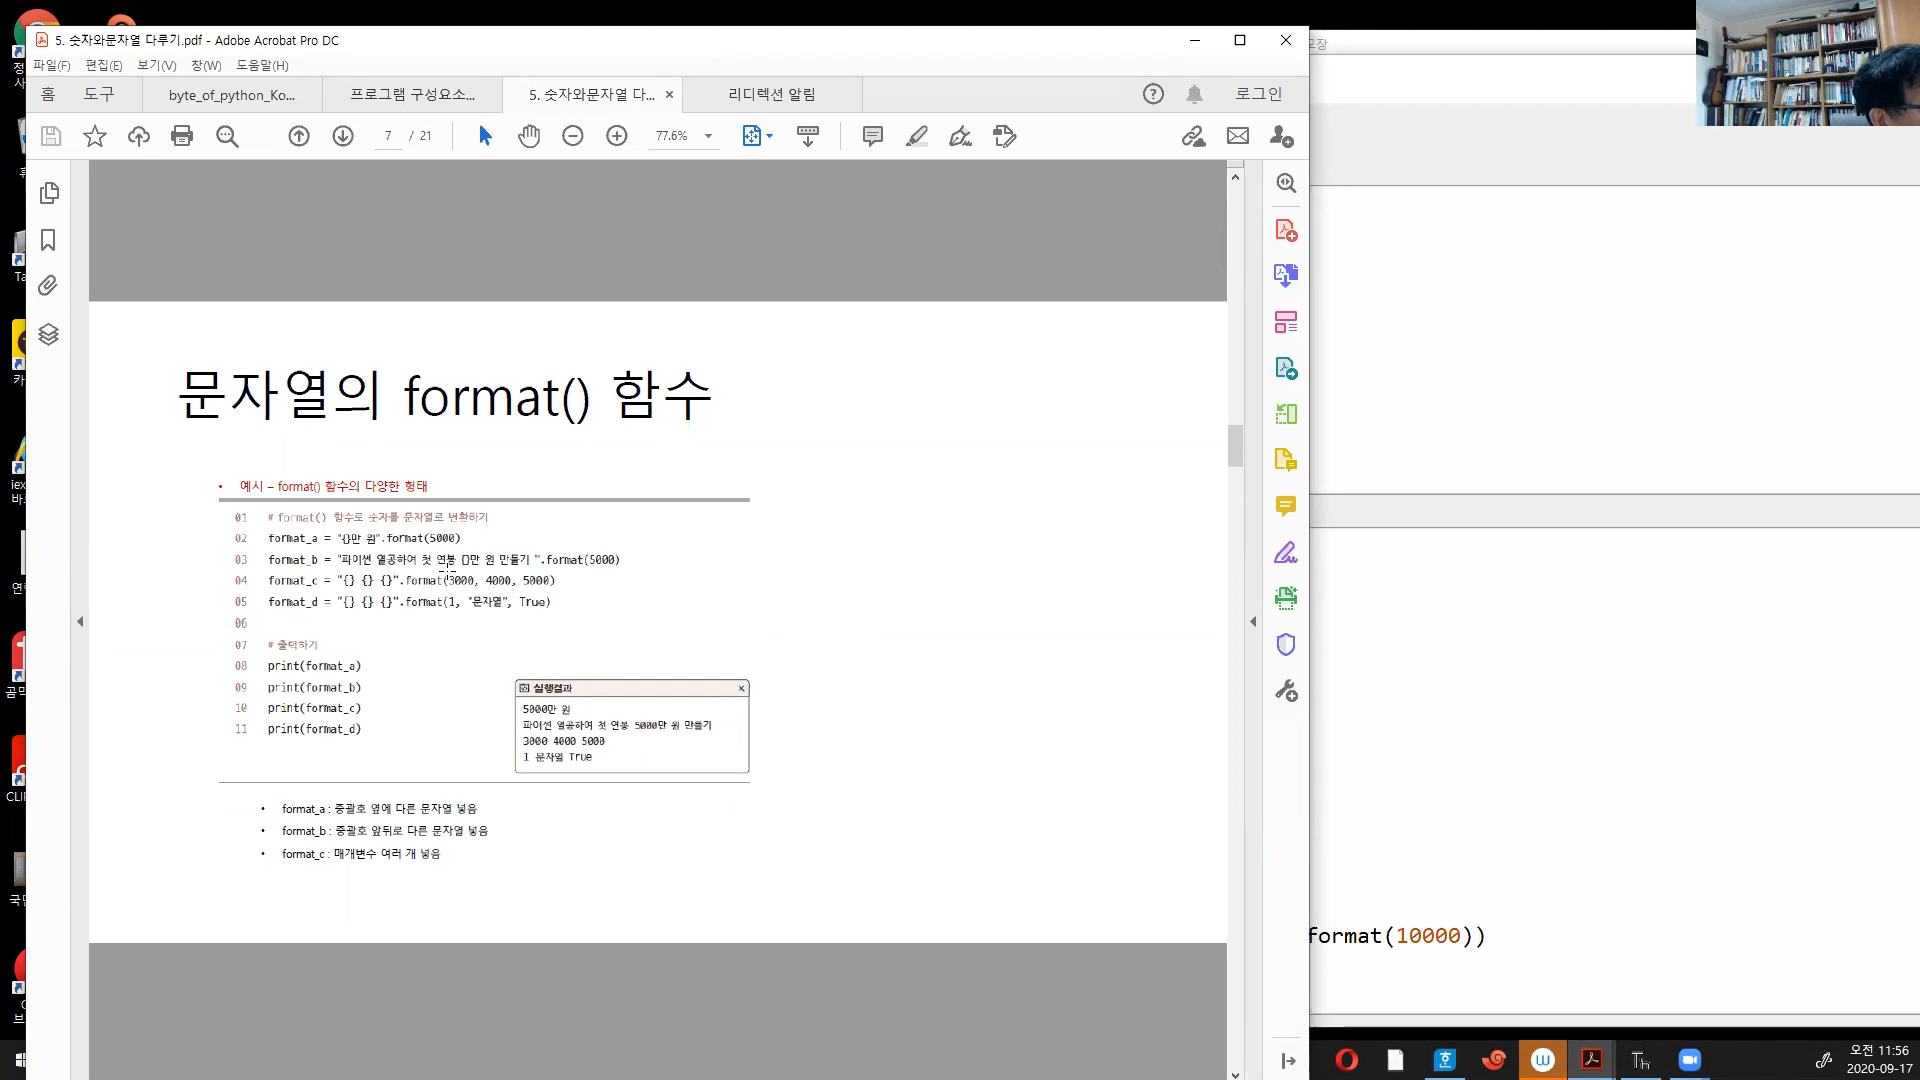 5. 숫자와문자열 다루기.pdf - Adobe Acrobat Pro DC
파일(F) 편집(E) 보기(V) 창(W) 도움말(H)
홈 도구 byte_of_python_Ko... 프로그램 구성요소... 5. 숫자와문자열 다... 리디렉션 알림 로그인
7 / 21 77.6%
문자열의 format() 함수
• 예시 – format() 함수의 다양한 형태
01 # format() 함수로 숫자를 문자열로 변환하기
02 format_a = "{}만 원".format(5000)
03 format_b = "파이썬 열공하여 첫 연봉 {}만 원 만들기 ".format(5000)
04 format_c = "{} {} {}".format(3000, 4000, 5000)
05 format_d = "{} {} {}".format(1, "문자열", True)
06
07 # 출력하기
08 print(format_a)
09 print(format_b)
10 print(format_c)
11 print(format_d)
실행결과
5000만 원
파이썬 열공하여 첫 연봉 5000만 원 만들기
3000 4000 5000
1 문자열 True
• format_a : 중괄호 옆에 다른 문자열 넣음
• format_b : 중괄호 앞뒤로 다른 문자열 넣음
• format_c : 매개변수 여러 개 넣음
format(10000))
오전 11:56
2020-09-17